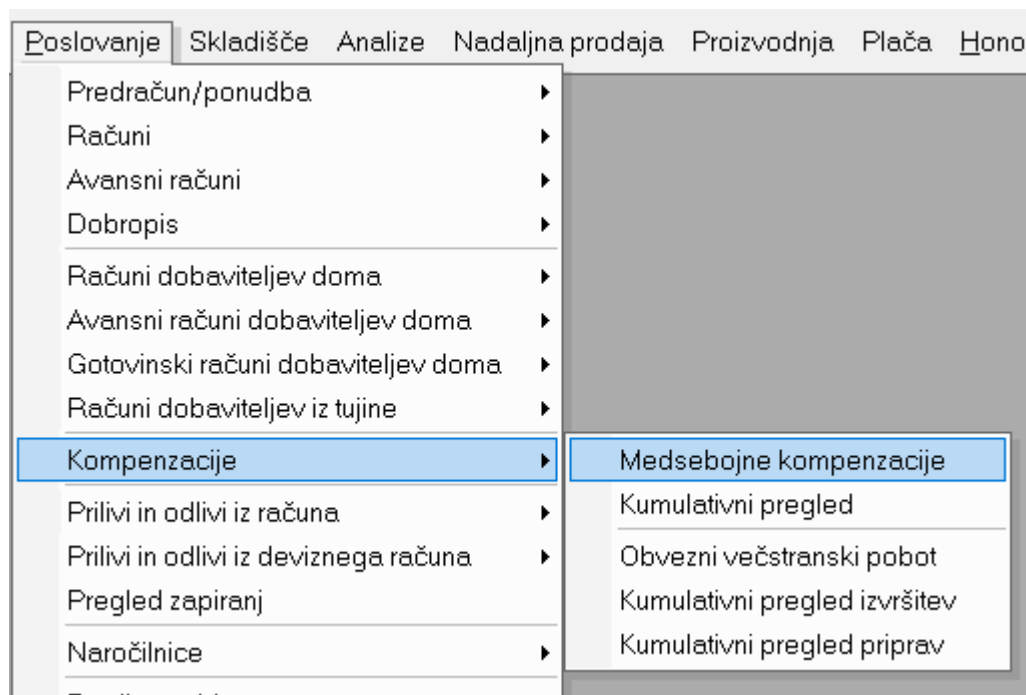 Poslovanje Skladišče Analize Nadaljna prodaja Proizvodnja Plača Hono
Predračun/ponudba
Računi
Avansni računi
Dobropis
Računi dobaviteljev doma
Avansni računi dobaviteljev doma
Gotovinski računi dobaviteljev doma
Računi dobaviteljev iz tujine
Kompenzacije
Prilivi in odlivi iz računa
Prilivi in odlivi iz deviznega računa
Pregled zapiranj
Naročilnice
Medsebojne kompenzacije
Kumulativni pregled
Obvezni večstranski pobot
Kumulativni pregled izvršitev
Kumulativni pregled priprav